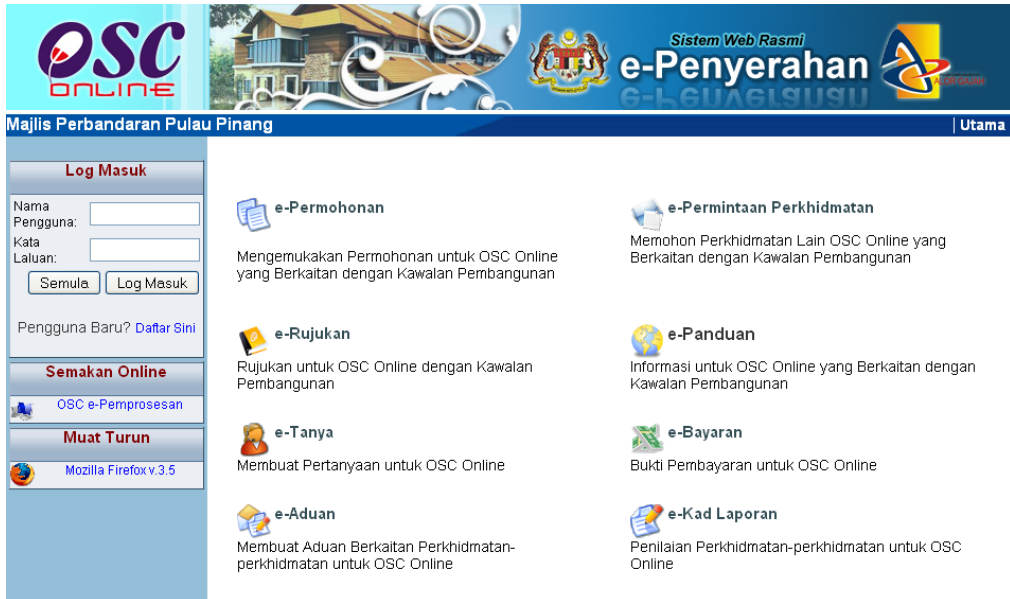 OSC
ONLINE
Sistem Web Rasmi
e-Penyerahan
Majlis Perbandaran Pulau Pinang
| Utama
Log Masuk
Nama
Pengguna:
Kata
Laluan:
Semula
Log Masuk
Pengguna Baru? Daftar Sini
Semakan Online
OSC e-Pemprosesan
Muat Turun
Mozilla Firefox v.3.5
e-Permohonan
Mengemukakan Permohonan untuk OSC Online
yang Berkaitan dengan Kawalan Pembangunan
e-Permintaan Perkhidmatan
Memohon Perkhidmatan Lain OSC Online yang
Berkaitan dengan Kawalan Pembangunan
e-Rujukan
Rujukan untuk OSC Online dengan Kawalan
Pembangunan
e-Panduan
Informasi untuk OSC Online yang Berkaitan dengan
Kawalan Pembangunan
e-Tanya
Membuat Pertanyaan untuk OSC Online
e-Bayaran
Bukti Pembayaran untuk OSC Online
e-Aduan
Membuat Aduan Berkaitan Perkhidmatan-
perkhidmatan untuk OSC Online
e-Kad Laporan
Penilaian Perkhidmatan-perkhidmatan untuk OSC
Online